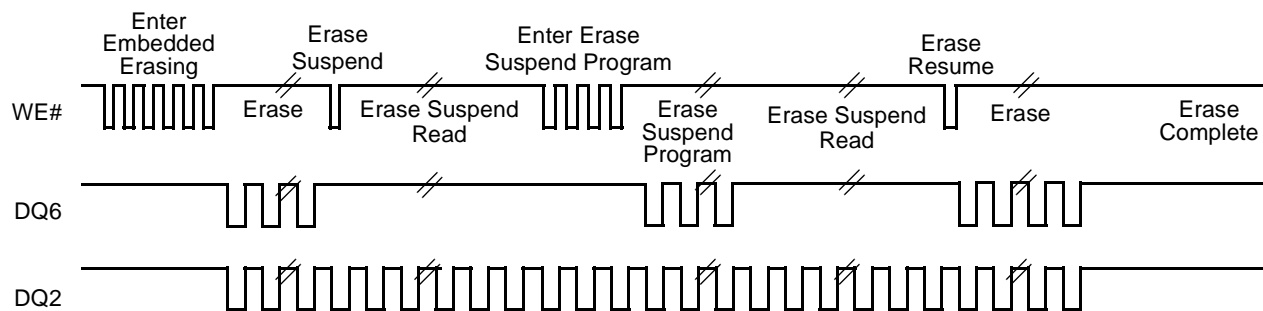 Enter
Embedded
Erasing
Erase
Suspend
Enter Erase
Suspend Program
Erase
Resume
WE#
Erase
Erase Suspend
Read
Erase
Suspend
Program
Erase Suspend
Read
Erase
Erase
Complete
DQ6
DQ2